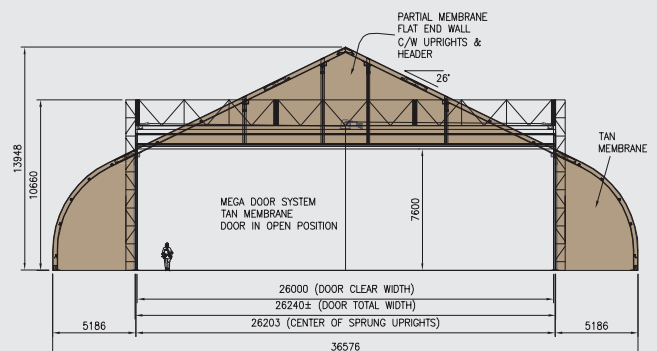 PARTIAL MEMBRANE
FLAT END WALL
C/W UPRIGHTS &
HEADER
26°
TAN
MEMBRANE
13948
10660
MEGA DOOR SYSTEM
TAN MEMBRANE
DOOR IN OPEN POSITION
7600
26000 (DOOR CLEAR WIDTH)
26240± (DOOR TOTAL WIDTH)
5186
26203 (CENTER OF SPRUNG UPRIGHTS)
5186
36576